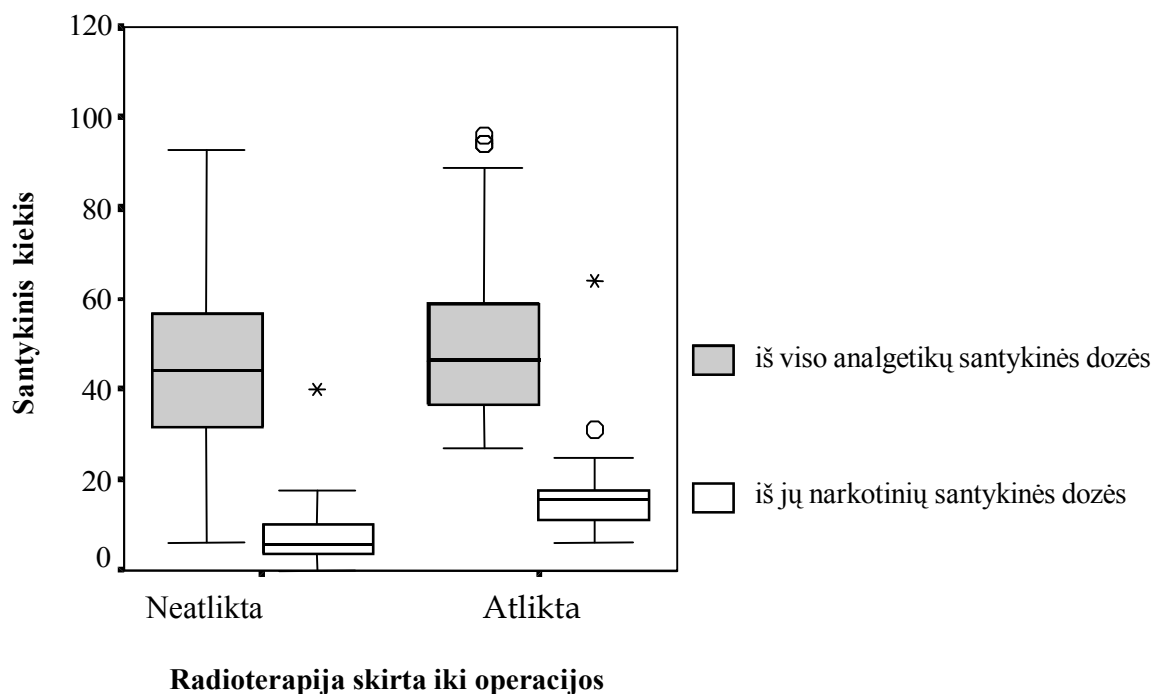 120
100
80
60
40
20
0
Santykinis kiekis
Neatlikta
Atlikta
Radioterapija skirta iki operacijos
iš viso analgetikų santykinės dozės
iš jų narkotinių santykinės dozės